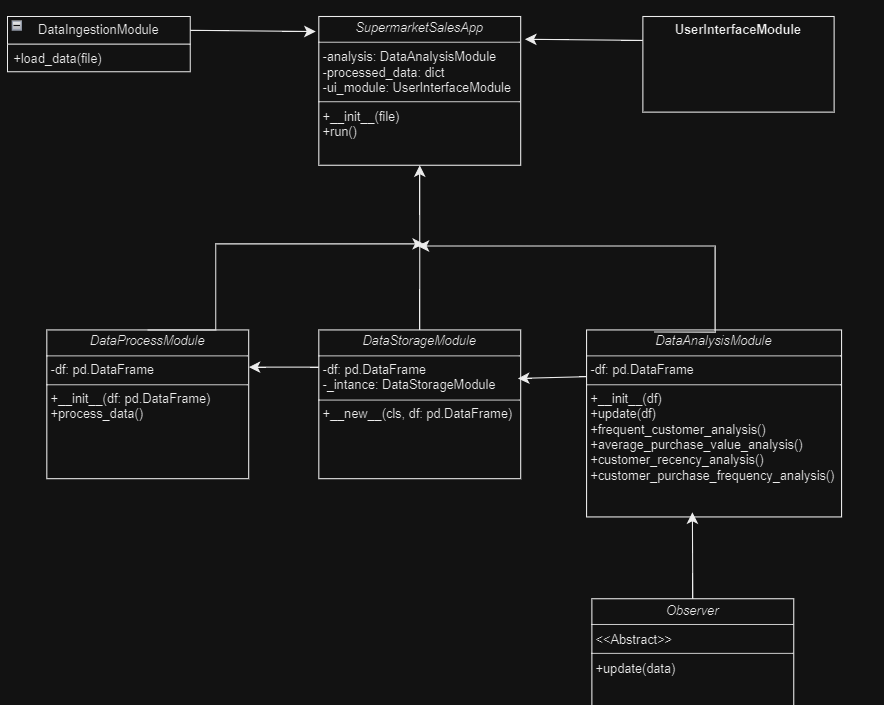 DataIngestionModule
+load_data(file)
SupermarketSalesApp
-analysis: DataAnalysisModule
-processed_data: dict
-ui_module: UserInterfaceModule
+__init__(file)
+run()
UserInterfaceModule
DataProcessModule
-df: pd.DataFrame
+__init__(df: pd.DataFrame)
+process_data()
DataStorageModule
-df: pd.DataFrame
-_intance: DataStorageModule
+__new__(cls, df: pd.DataFrame)
DataAnalysisModule
-df: pd.DataFrame
+__init__(df)
+update(df)
+frequent_customer_analysis()
+average_purchase_value_analysis()
+customer_recency_analysis()
+customer_purchase_frequency_analysis()
Observer
<<Abstract>>
+update(data)